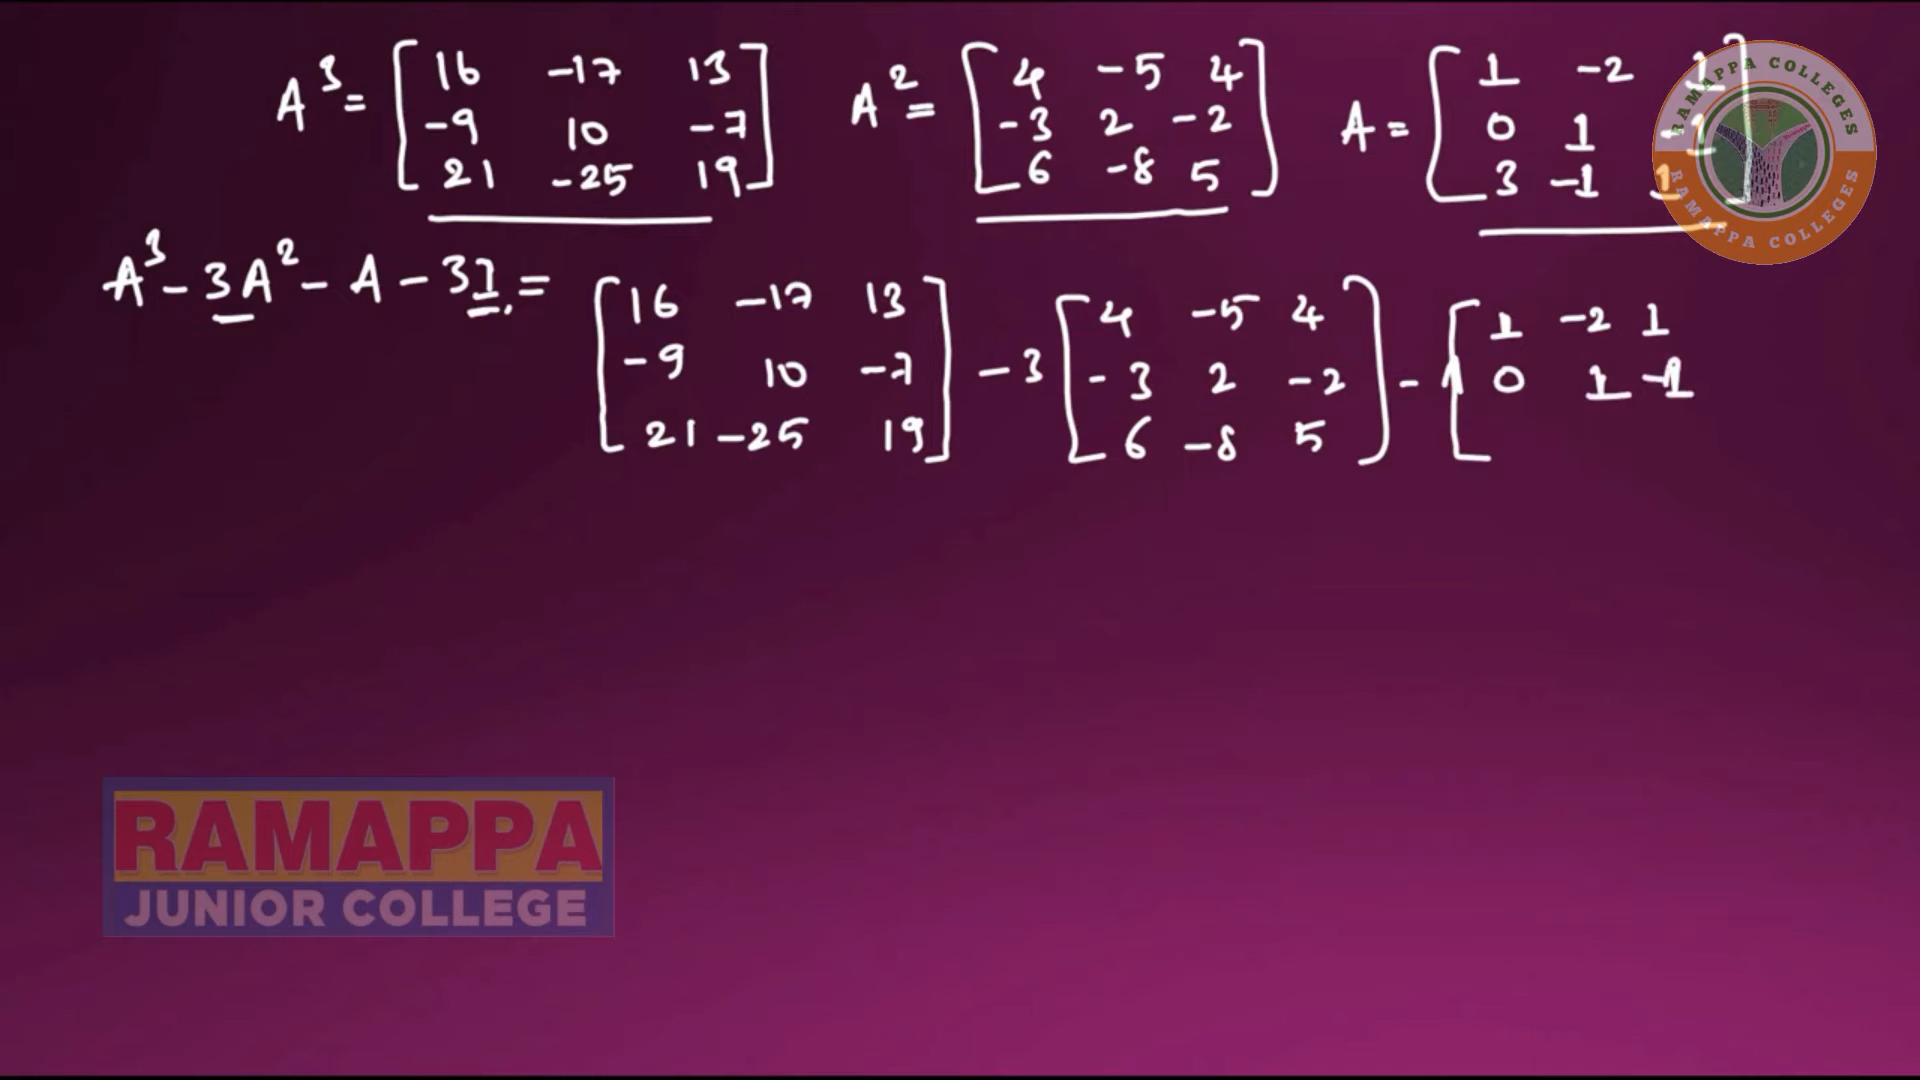 A³ = [16 -17 13] A² = [4 -5 4] A = [1 -2 1]
[-9 10 -7] [-3 2 -2] [0 1 -1]
[21 -25 19] [6 -8 5] [3 -1 1]
A³ - 3A² - A - 3I = [16 -17 13] - 3 [4 -5 4] - [1 -2 1
[-9 10 -7] [-3 2 -2] [0 1 -1
[21 -25 19] [6 -8 5] [
RAMAPPA COLLEGES
RAMAPPA COLLEGES
RAMAPPA
JUNIOR COLLEGE